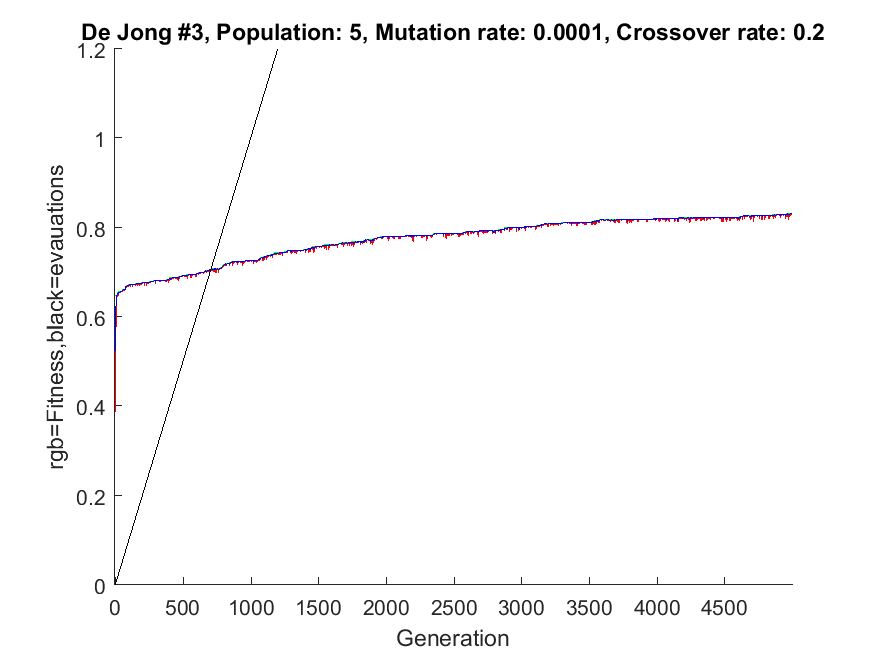 De Jong #3, Population: 5, Mutation rate: 0.0001, Crossover rate: 0.2
1.2
1
0.8
0.6
0.4
0.2
0
rgb=Fitness,black=evauations
0 500 1000 1500 2000 2500 3000 3500 4000 4500
Generation